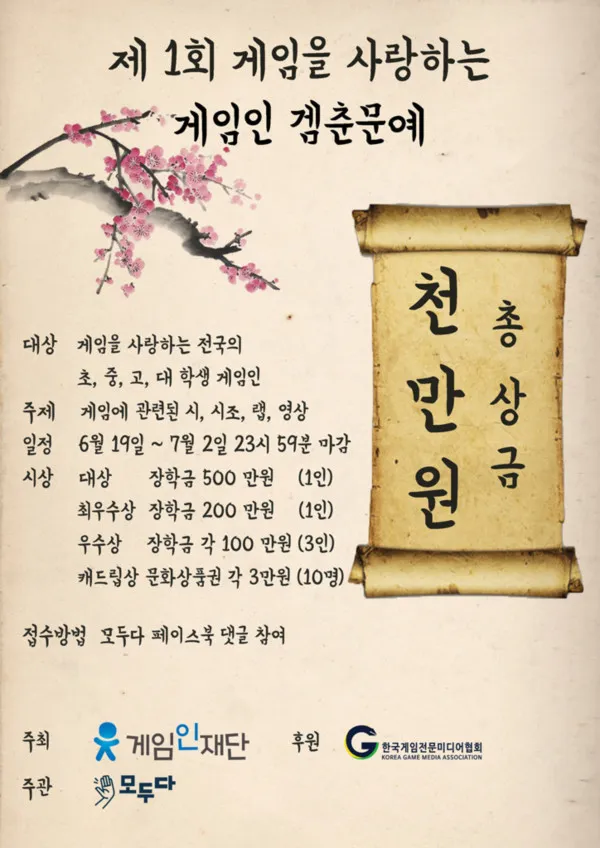 제 1회 게임을 사랑하는
게임인 겜춘문예
총상금
천만원
대상 게임을 사랑하는 전국의
초, 중, 고, 대 학생 게임인
주제 게임에 관련된 시, 시조, 랩, 영상
일정 6월 19일 ~ 7월 2일 23시 59분 마감
시상 대상 장학금 500 만원 (1인)
최우수상 장학금 200 만원 (1인)
우수상 장학금 각 100 만원 (3인)
캐드립상 문화상품권 각 3만원 (10명)
접수방법 모두다 페이스북 댓글 참여
주최 게임인재단 후원 한국게임전문미디어협회
KOREA GAME MEDIA ASSOCIATION
주관 모두다